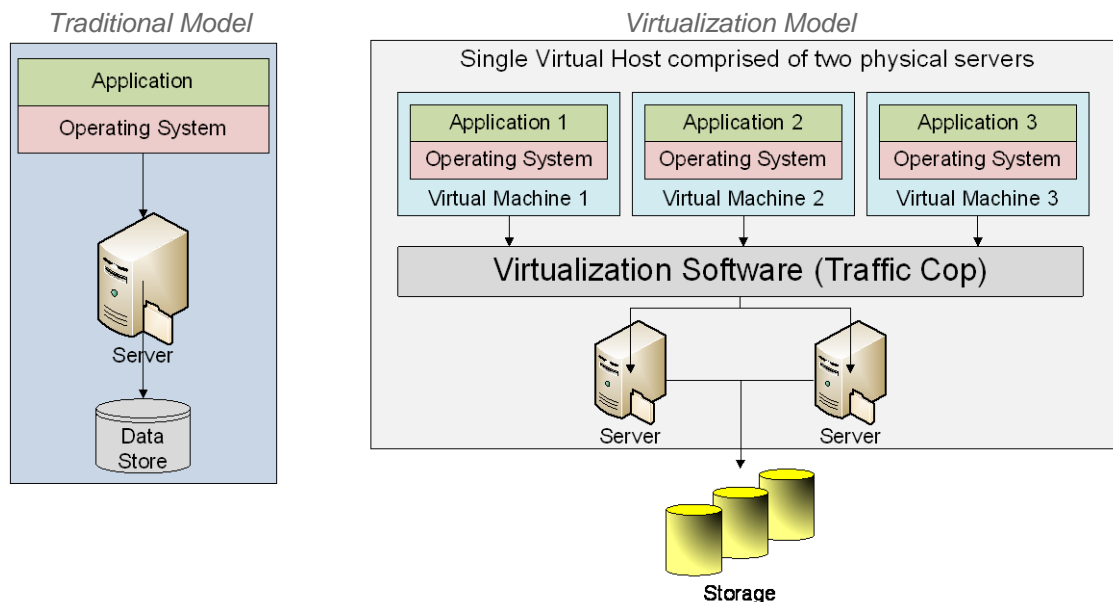 Traditional Model
Application
Operating System
Server
Data
Store
Virtualization Model
Single Virtual Host comprised of two physical servers
Application 1
Operating System
Virtual Machine 1
Application 2
Operating System
Virtual Machine 2
Application 3
Operating System
Virtual Machine 3
Virtualization Software (Traffic Cop)
Server
Server
Storage